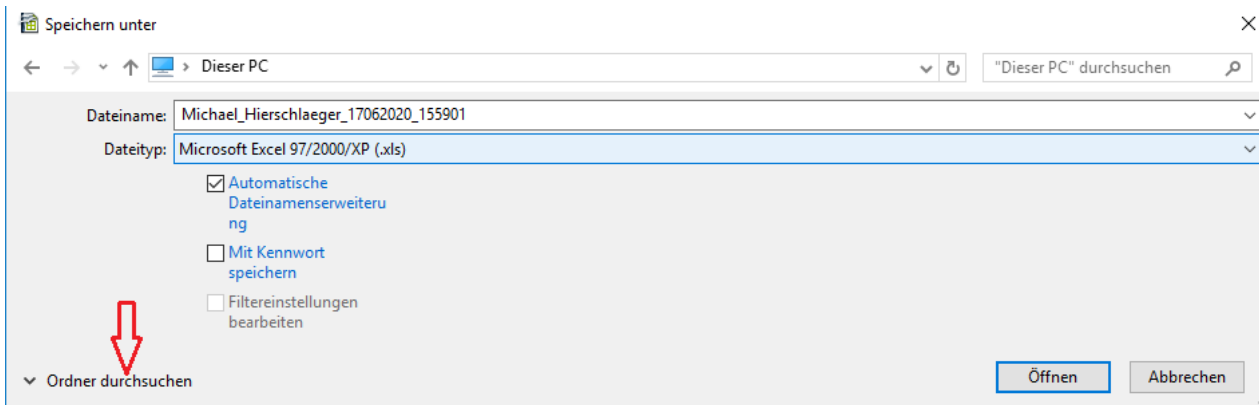 Speichern unter
Dieser PC
"Dieser PC" durchsuchen
Dateiname: Michael_Hierschlaeger_17062020_155901
Dateityp: Microsoft Excel 97/2000/XP (.xls)
Automatische
Dateinamenserweiteru
ng
Mit Kennwort
speichern
Filtereinstellungen
bearbeiten
Ordner durchsuchen
Öffnen
Abbrechen